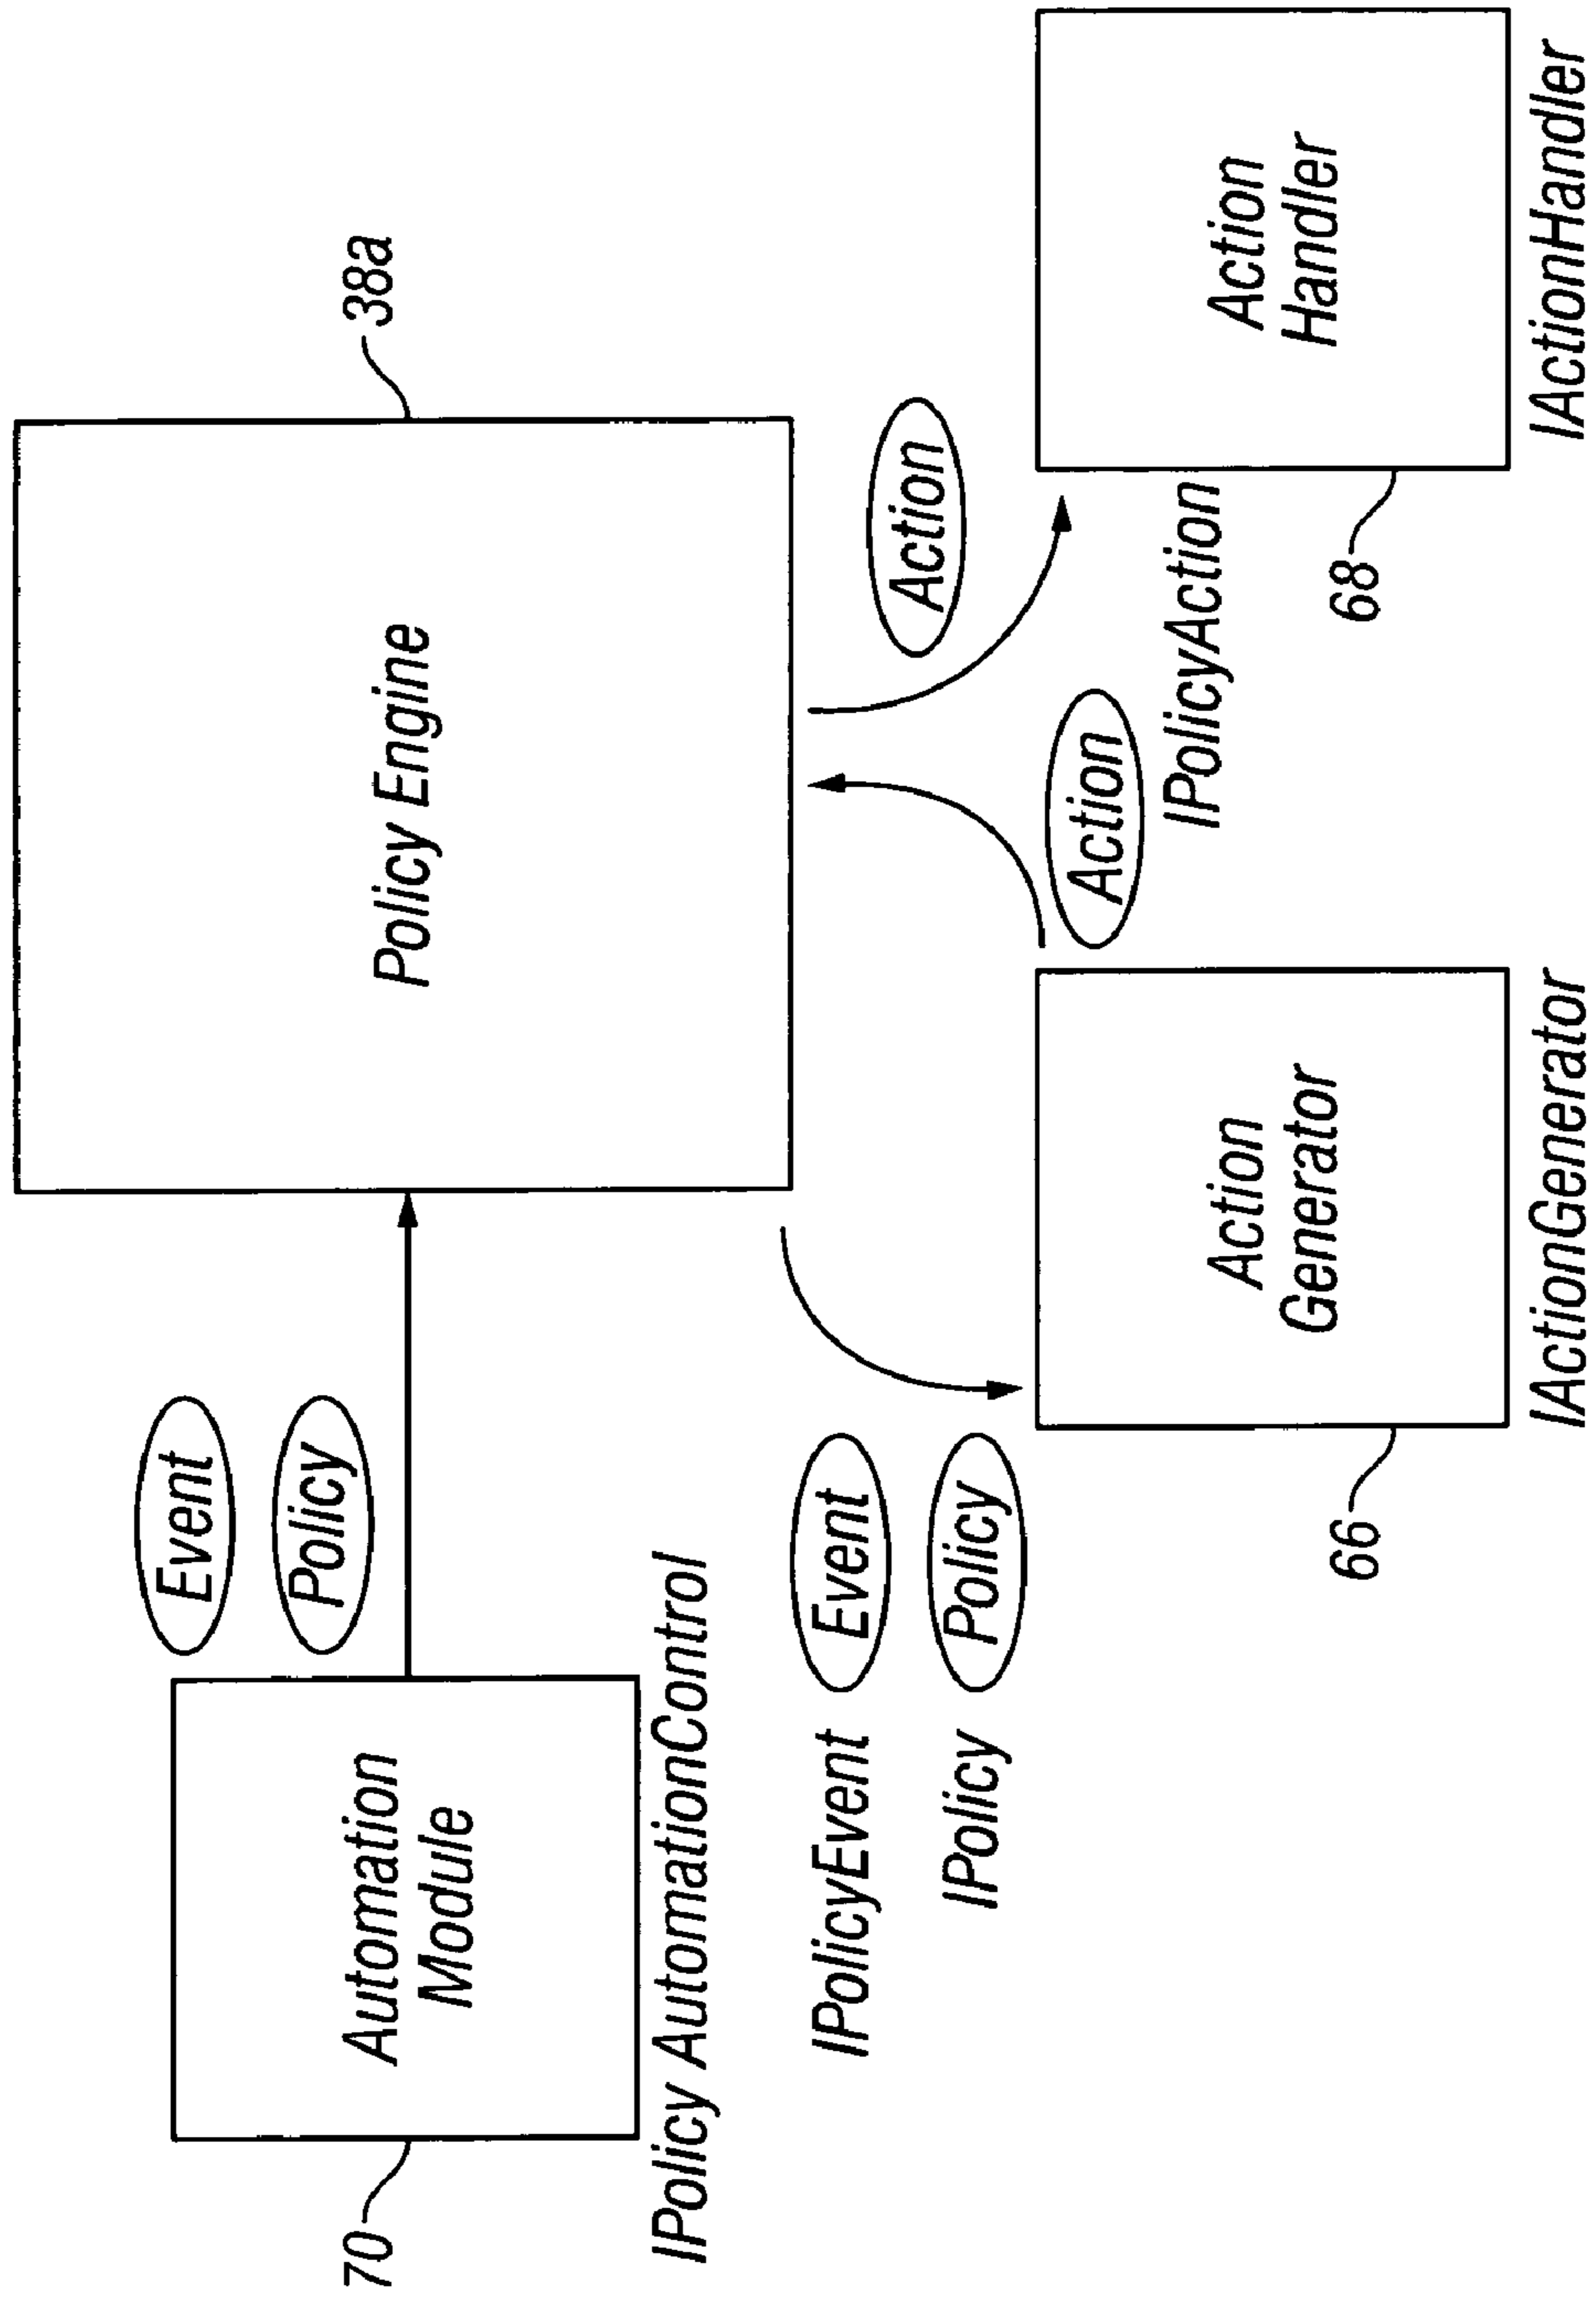 Event
Policy
70
Automation
Module
IPolicy AutomationControl
Policy Engine
38a
IPolicyEvent
Event
IPolicy
Policy
Action
Action
IPolicyAction
66
Action
Generator
IActionGenerator
68
Action
Handler
IActionHandler